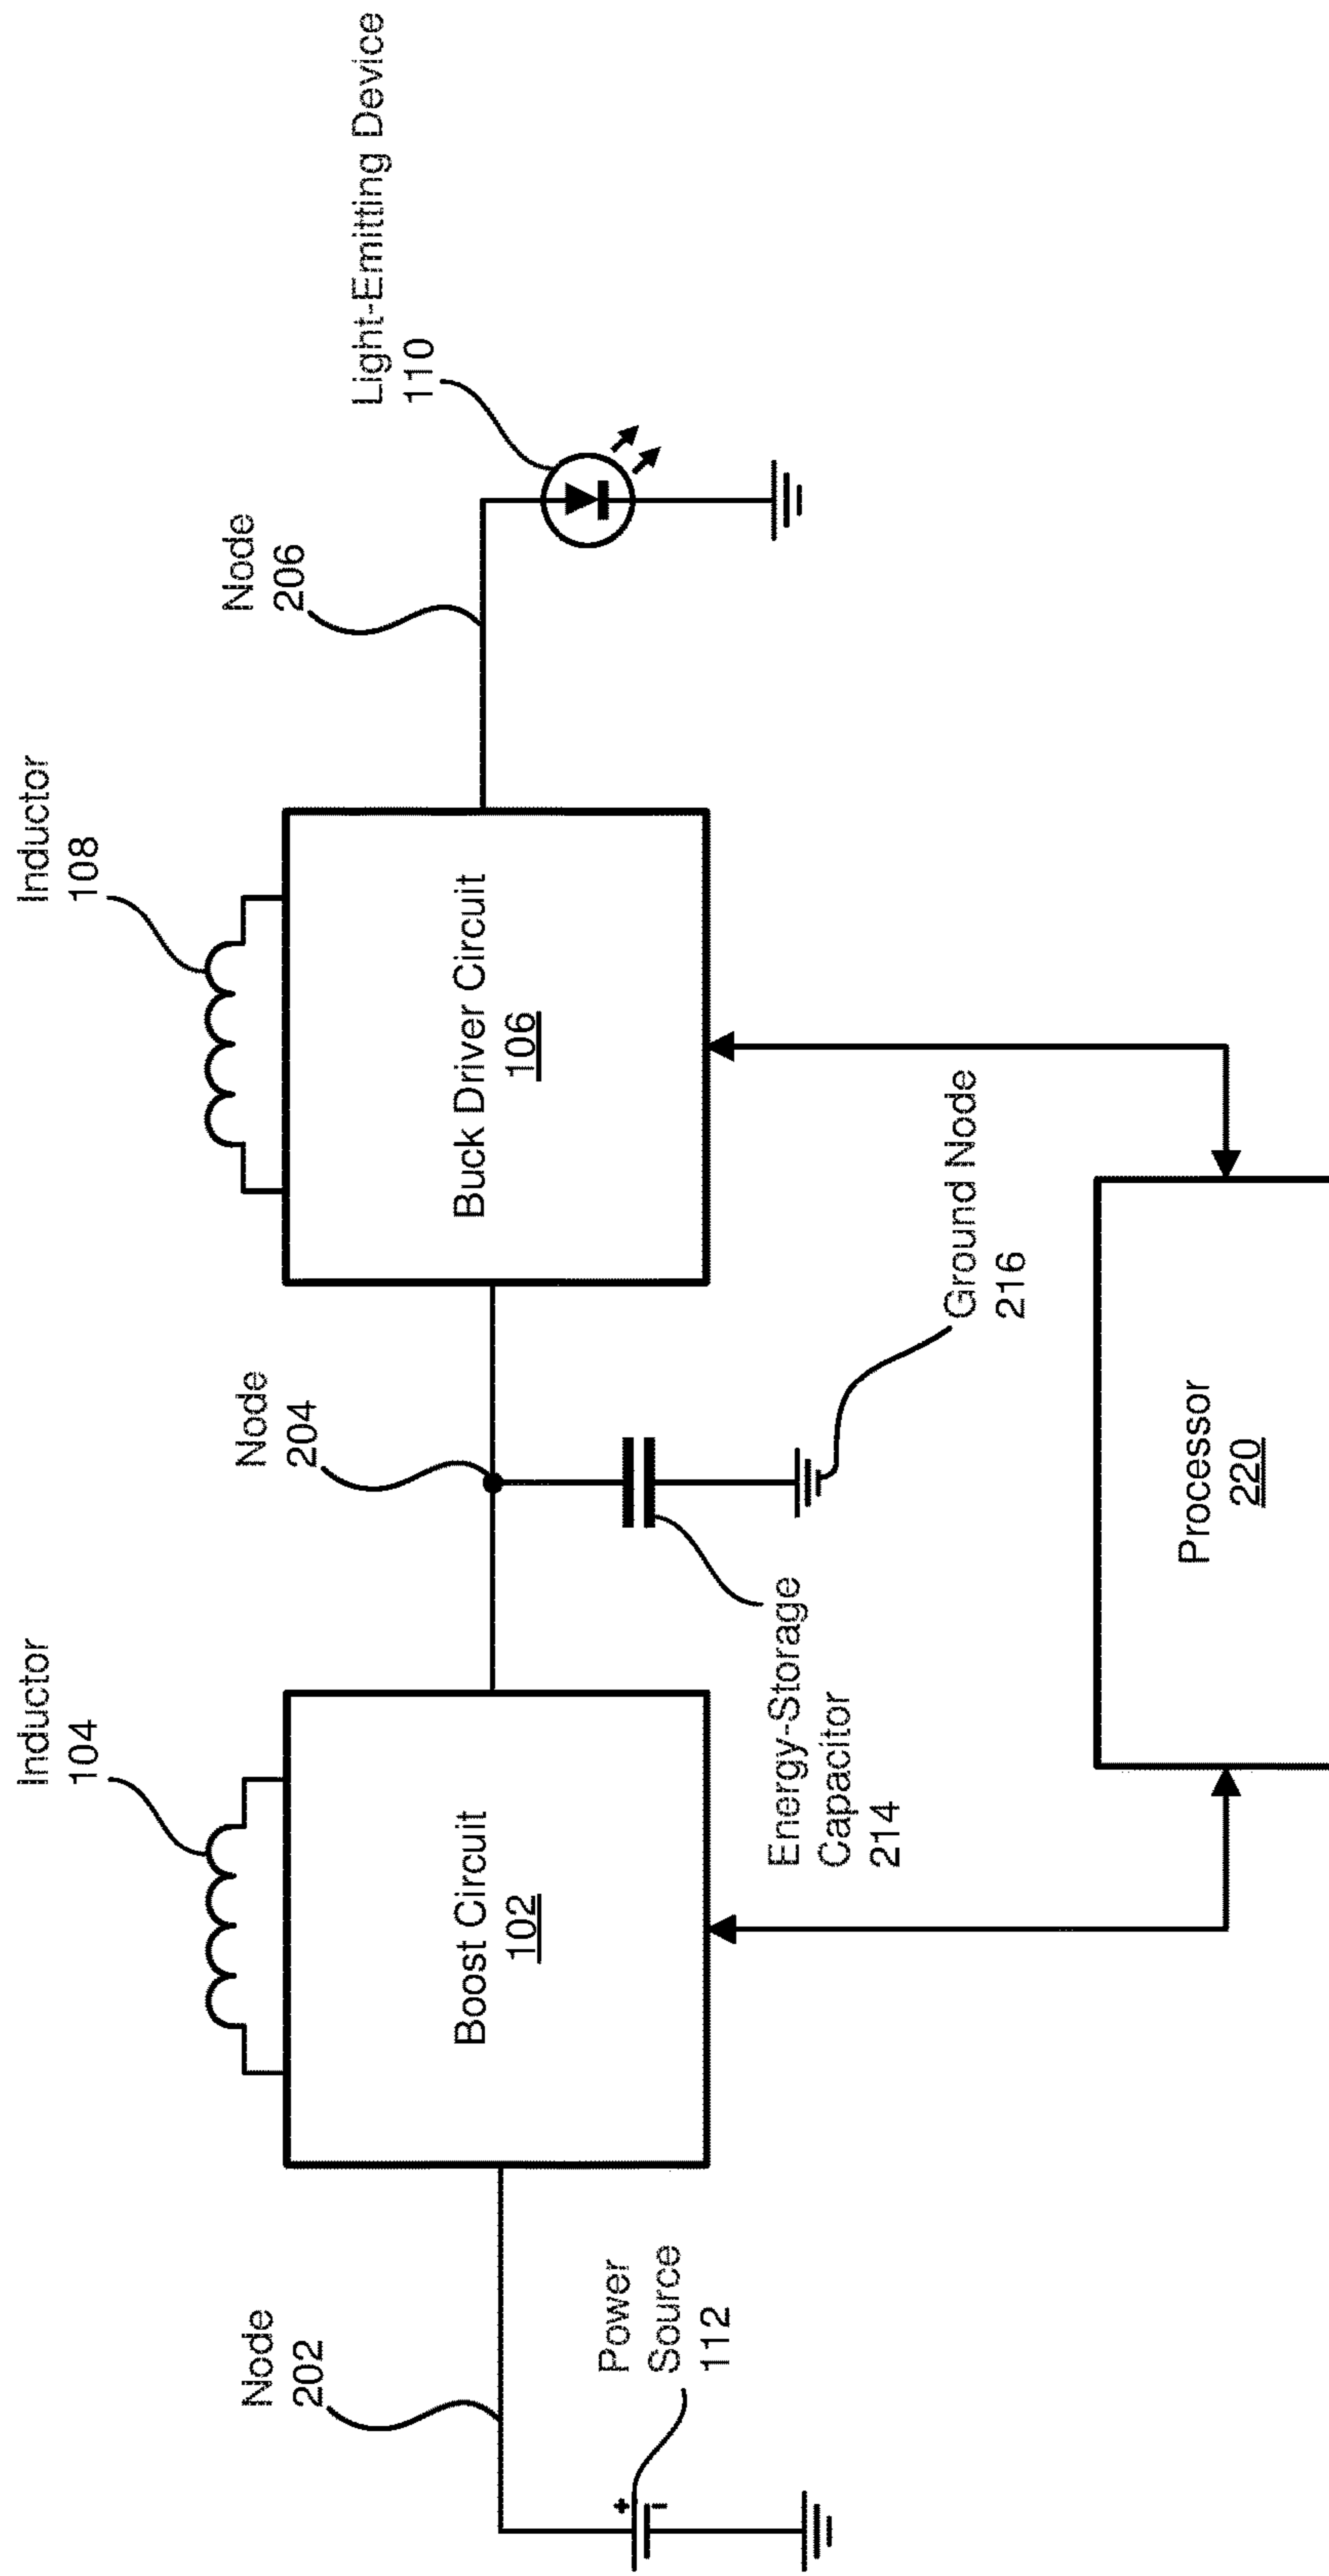 Inductor
104
Inductor
108
Node
202
Node
204
Node
206
Light-Emitting Device
110
Boost Circuit
102
Buck Driver Circuit
106
Power
Source
112
+
-
Energy-Storage
Capacitor
214
Ground Node
216
Processor
220